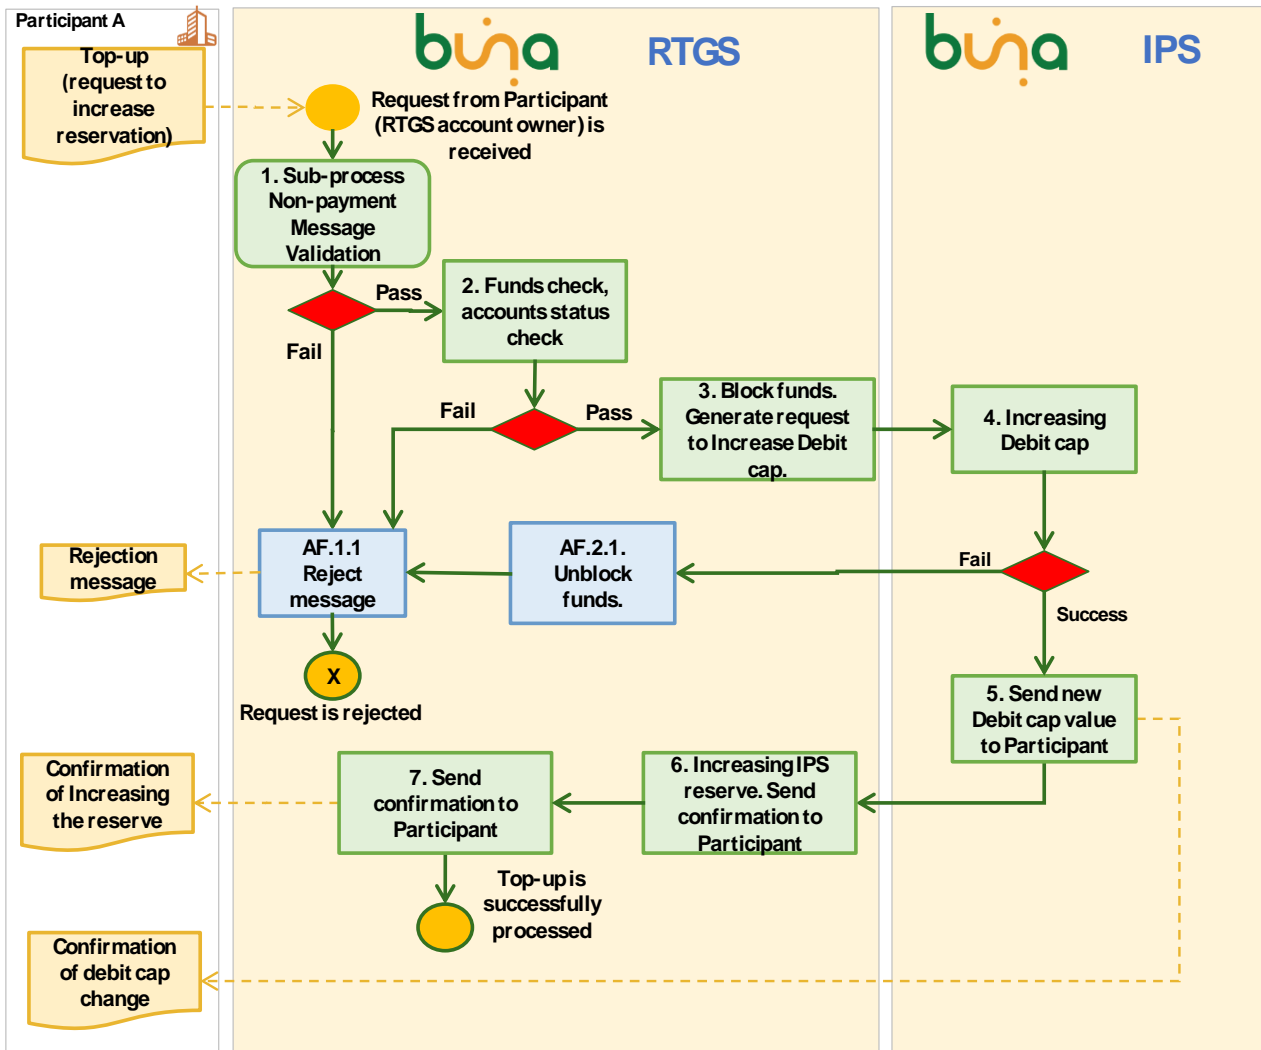 Participant A
buna
RTGS
buna
IPS
Top-up
(request to
increase
reservation)
Request from Participant
(RTGS account owner) is
received
1. Sub-process
Non-payment
Message
Validation
Pass
2. Funds check,
accounts status
check
Fail
Fail
Pass
3. Block funds.
Generate request
to Increase Debit
cap.
4. Increasing
Debit cap
Rejection
message
AF.1.1
Reject
message
AF.2.1.
Unblock
funds.
Fail
Success
X
Request is rejected
5. Send new
Debit cap value
to Participant
Confirmation
of Increasing
the reserve
7. Send
confirmation to
Participant
6. Increasing IPS
reserve. Send
confirmation to
Participant
Top-up is
successfully
processed
Confirmation
of debit cap
change